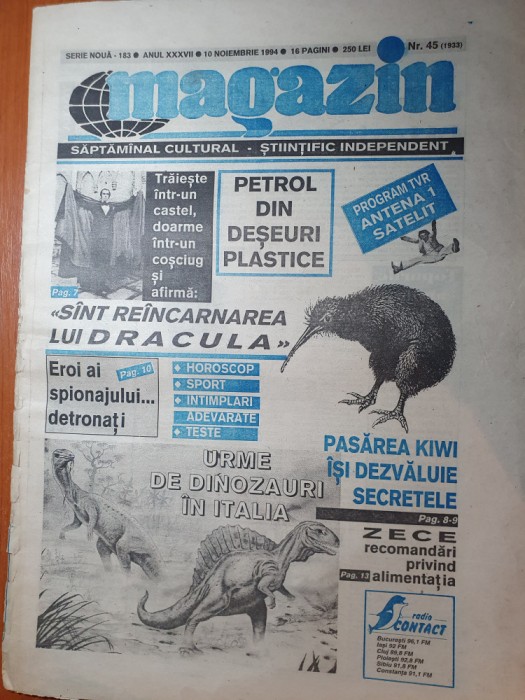 SERIE NOUĂ - 183 ● ANUL XXXVII ● 10 NOIEMBRIE 1994 ● 16 PAGINI ● 250 LEI ● Nr. 45 (1933)
magazin
SĂPTĂMÎNAL CULTURAL - ȘTIINȚIFIC INDEPENDENT
Trăiește
într-un
castel,
doarme
într-un
coșciug
și
afirmă:
Pag. 7
«SÎNT REÎNCARNAREA
LUI DRACULA»
PETROL
DIN
DEȘEURI
PLASTICE
PROGRAM TVR
ANTENA 1
SATELIT
Eroi ai
spionajului...
detronați
Pag. 10
◆ HOROSCOP
◆ SPORT
◆ INTIMPLARI
ADEVARATE
◆ TESTE
PASĂREA KIWI
ÎȘI DEZVĂLUIE
SECRETELE
Pag. 8-9
URME
DE DINOZAURI
ÎN ITALIA
ZECE
recomandări
privind
alimentația
Pag. 13
radio
CONTACT
București 96,1 FM
Iași 92 FM
Cluj 88,8 FM
Ploiești 92,8 FM
Sibiu 91,8 FM
Constanța 91,1 FM